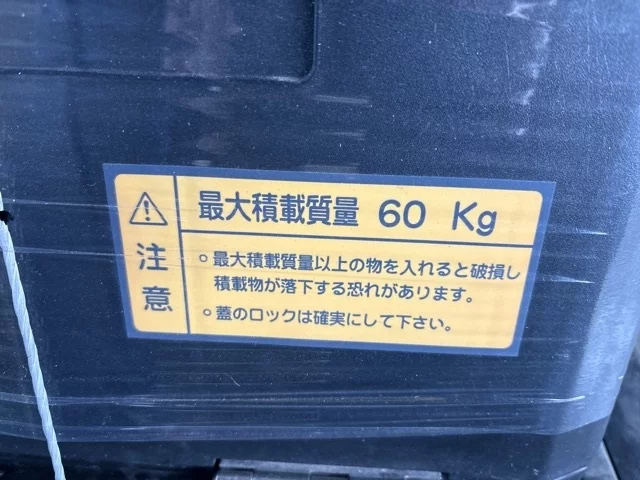 最大積載質量 60 Kg
注意
○最大積載質量以上の物を入れると破損し
積載物が落下する恐れがあります。
○蓋のロックは確実にして下さい。